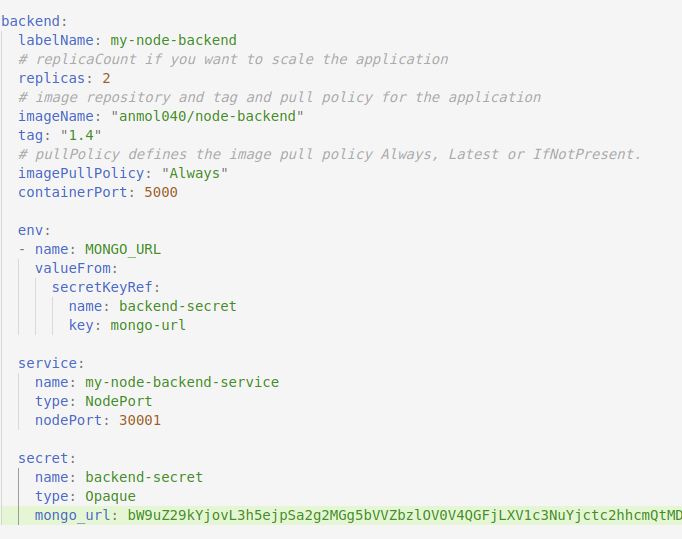 backend:
  labelName: my-node-backend
  # replicaCount if you want to scale the application
  replicas: 2
  # image repository and tag and pull policy for the application
  imageName: "anmol040/node-backend"
  tag: "1.4"
  # pullPolicy defines the image pull policy Always, Latest or IfNotPresent.
  imagePullPolicy: "Always"
  containerPort: 5000
  env:
  - name: MONGO_URL
    valueFrom:
      secretKeyRef:
        name: backend-secret
        key: mongo-url
  service:
    name: my-node-backend-service
    type: NodePort
    nodePort: 30001
  secret:
    name: backend-secret
    type: Opaque
    mongo_url: bW9uZ29kYjovL3h5ejpSa2g2MGg5bVVZbzlOV0V4QGFjLXV1c3NuYjctc2hhcmQtMD